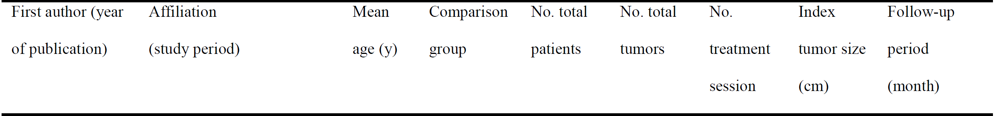 First author (year
of publication)
Affiliation
(study period)
Mean
age (y)
Comparison
group
No. total
patients
No. total
tumors
No.
treatment
session
Index
tumor size
(cm)
Follow-up
period
(month)